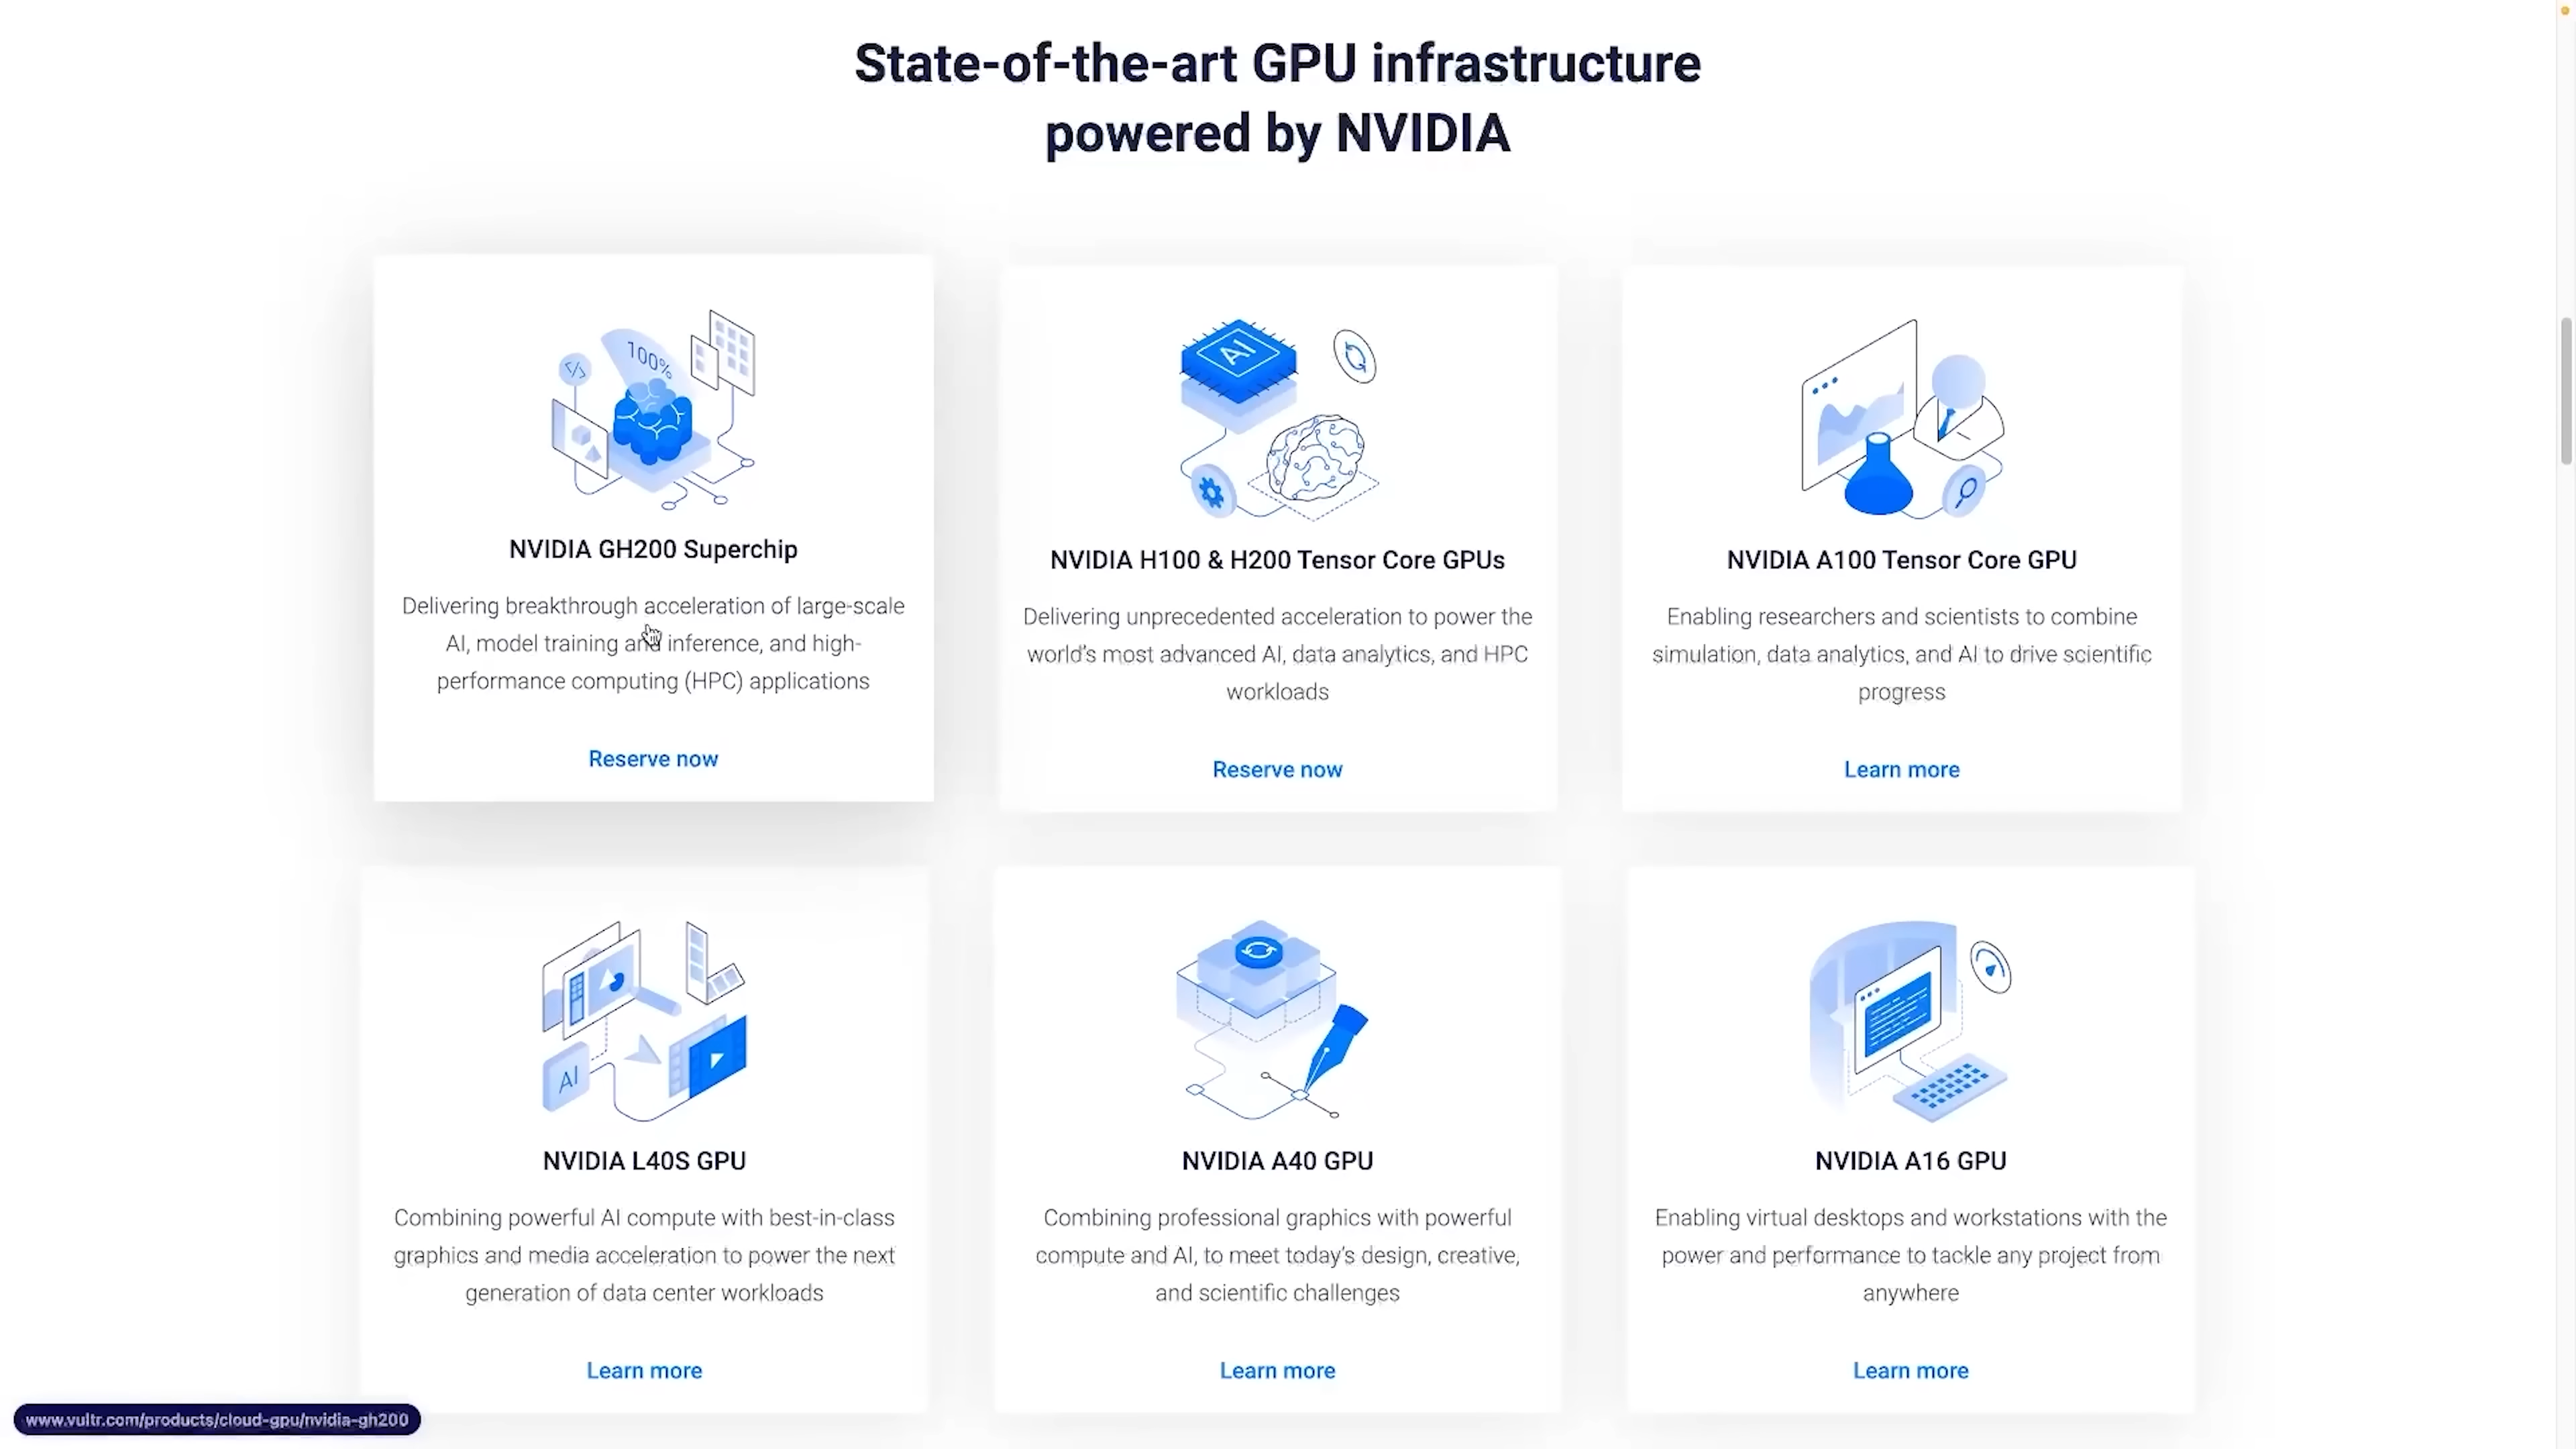 State-of-the-art GPU infrastructure
powered by NVIDIA
100%
</>
NVIDIA GH200 Superchip
Delivering breakthrough acceleration of large-scale
AI, model training and inference, and high-
performance computing (HPC) applications
Reserve now
AI
NVIDIA H100 & H200 Tensor Core GPUs
Delivering unprecedented acceleration to power the
world's most advanced AI, data analytics, and HPC
workloads
Reserve now
NVIDIA A100 Tensor Core GPU
Enabling researchers and scientists to combine
simulation, data analytics, and AI to drive scientific
progress
Learn more
AI
NVIDIA L40S GPU
Combining powerful AI compute with best-in-class
graphics and media acceleration to power the next
generation of data center workloads
Learn more
NVIDIA A40 GPU
Combining professional graphics with powerful
compute and AI, to meet today's design, creative,
and scientific challenges
Learn more
NVIDIA A16 GPU
Enabling virtual desktops and workstations with the
power and performance to tackle any project from
anywhere
Learn more
www.vultr.com/products/cloud-gpu/nvidia-gh200